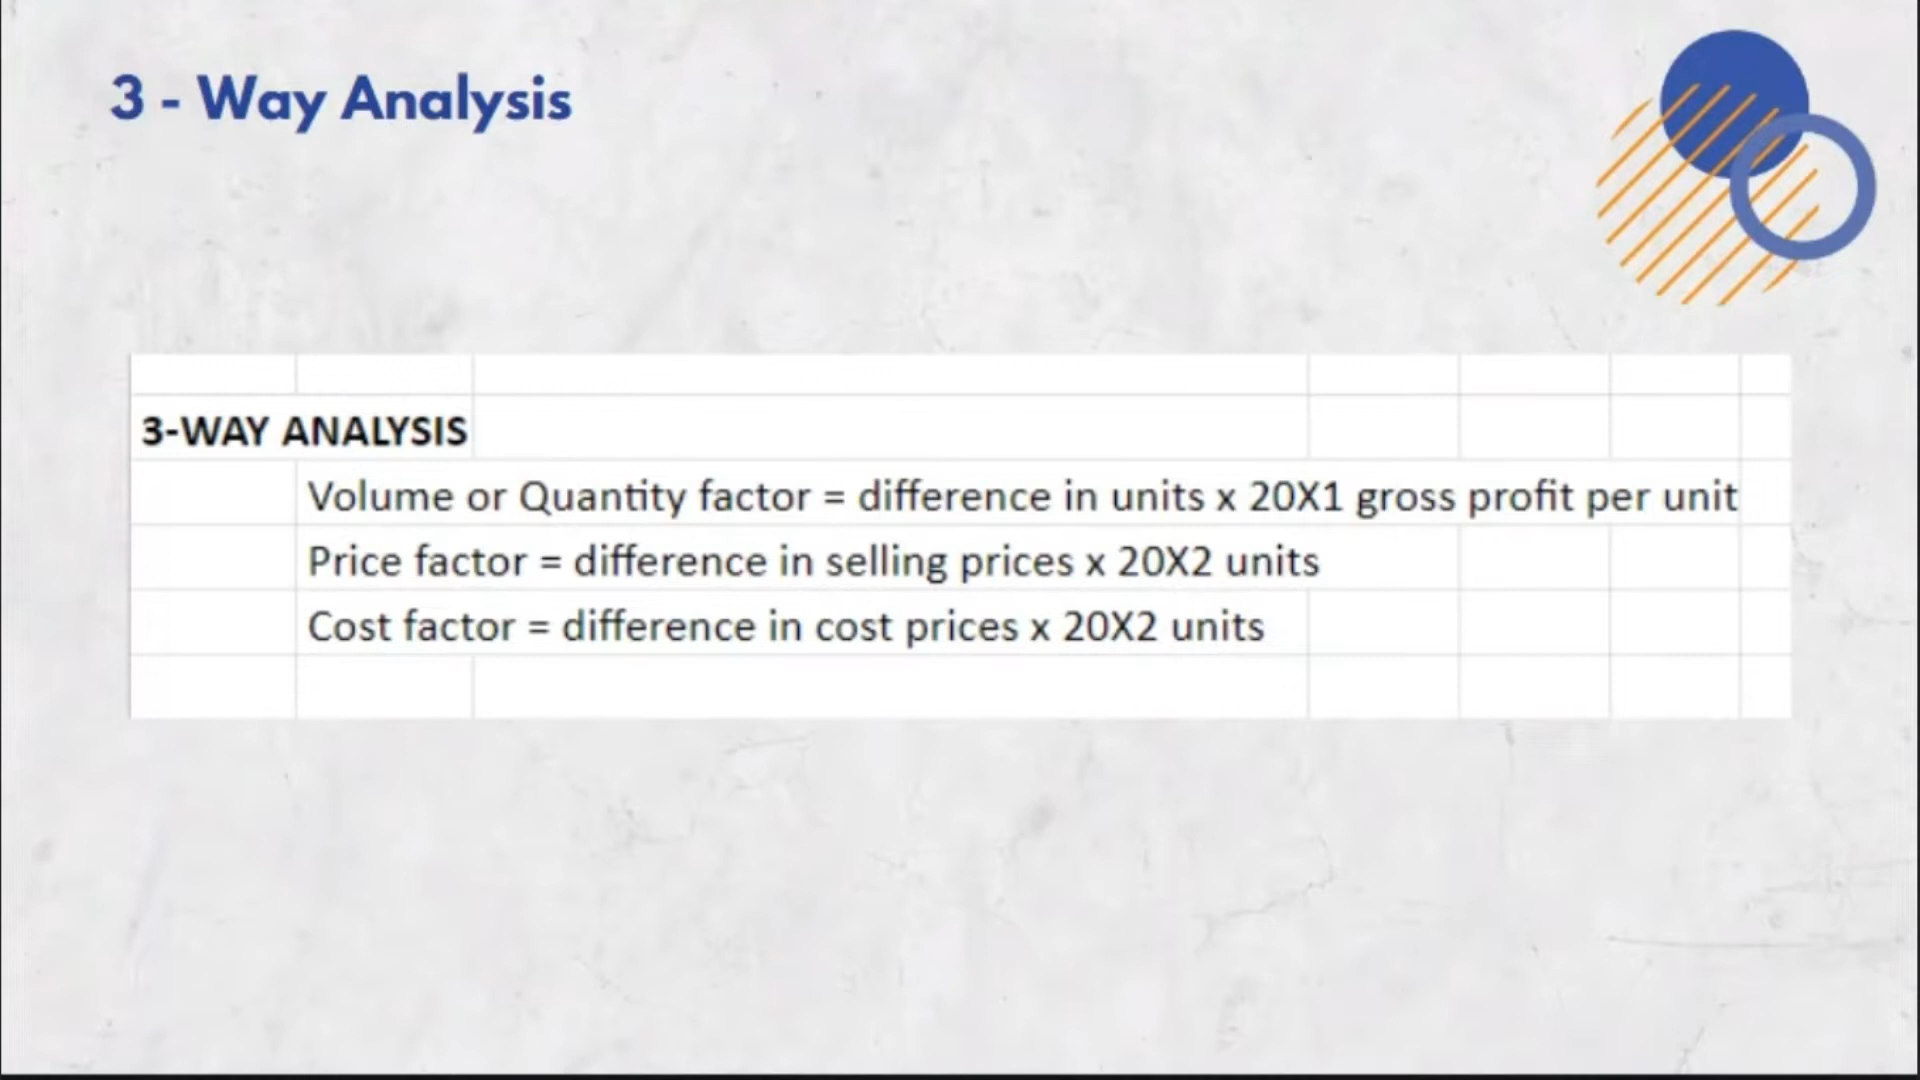 3 - Way Analysis
3-WAY ANALYSIS
Volume or Quantity factor = difference in units x 20X1 gross profit per unit
Price factor = difference in selling prices x 20X2 units
Cost factor = difference in cost prices x 20X2 units